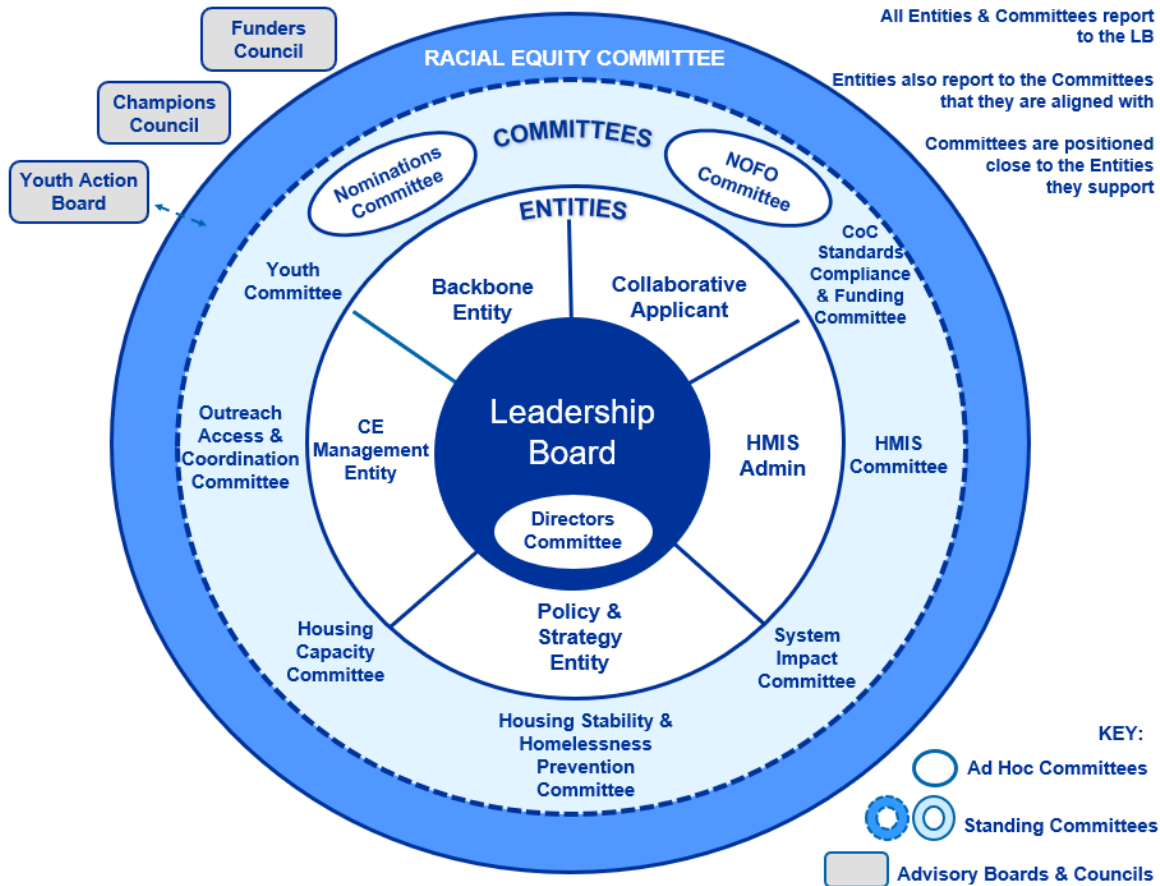 Funders
Council
Champions
Council
Youth Action
Board
All Entities & Committees report
to the LB
Entities also report to the Committees
that they are aligned with
Committees are positioned
close to the Entities
they support
RACIAL EQUITY COMMITTEE
COMMITTEES
Nominations
Committee
NOFO
Committee
ENTITIES
Youth
Committee
Backbone
Entity
Collaborative
Applicant
CoC
Standards
Compliance
& Funding
Committee
Outreach
Access &
Coordination
Committee
CE
Management
Entity
Leadership
Board
Directors
Committee
HMIS
Admin
HMIS
Committee
Housing
Capacity
Committee
Policy &
Strategy
Entity
System
Impact
Committee
Housing Stability &
Homelessness
Prevention
Committee
KEY:
Ad Hoc Committees
Standing Committees
Advisory Boards & Councils